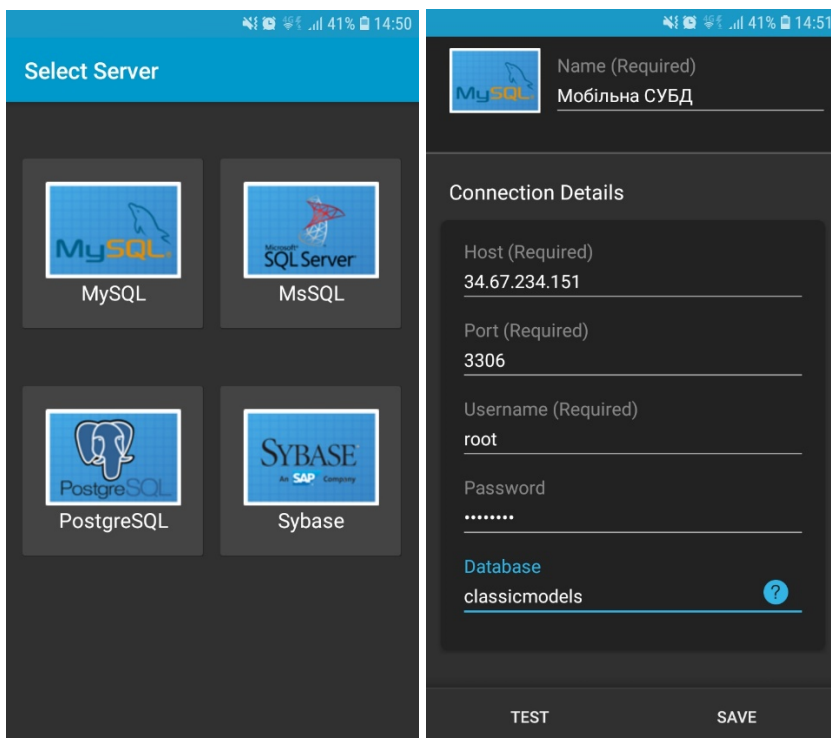 41% 14:50
Select Server
MySQL
MySQL
Microsoft
SQL Server
MsSQL
PostgreSQL
PostgreSQL
SYBASE
An SAP Company
Sybase
41% 14:51
MySQL
Name (Required)
Мобільна СУБД
Connection Details
Host (Required)
34.67.234.151
Port (Required)
3306
Username (Required)
root
Password
••••••••
Database
classicmodels ?
TEST SAVE